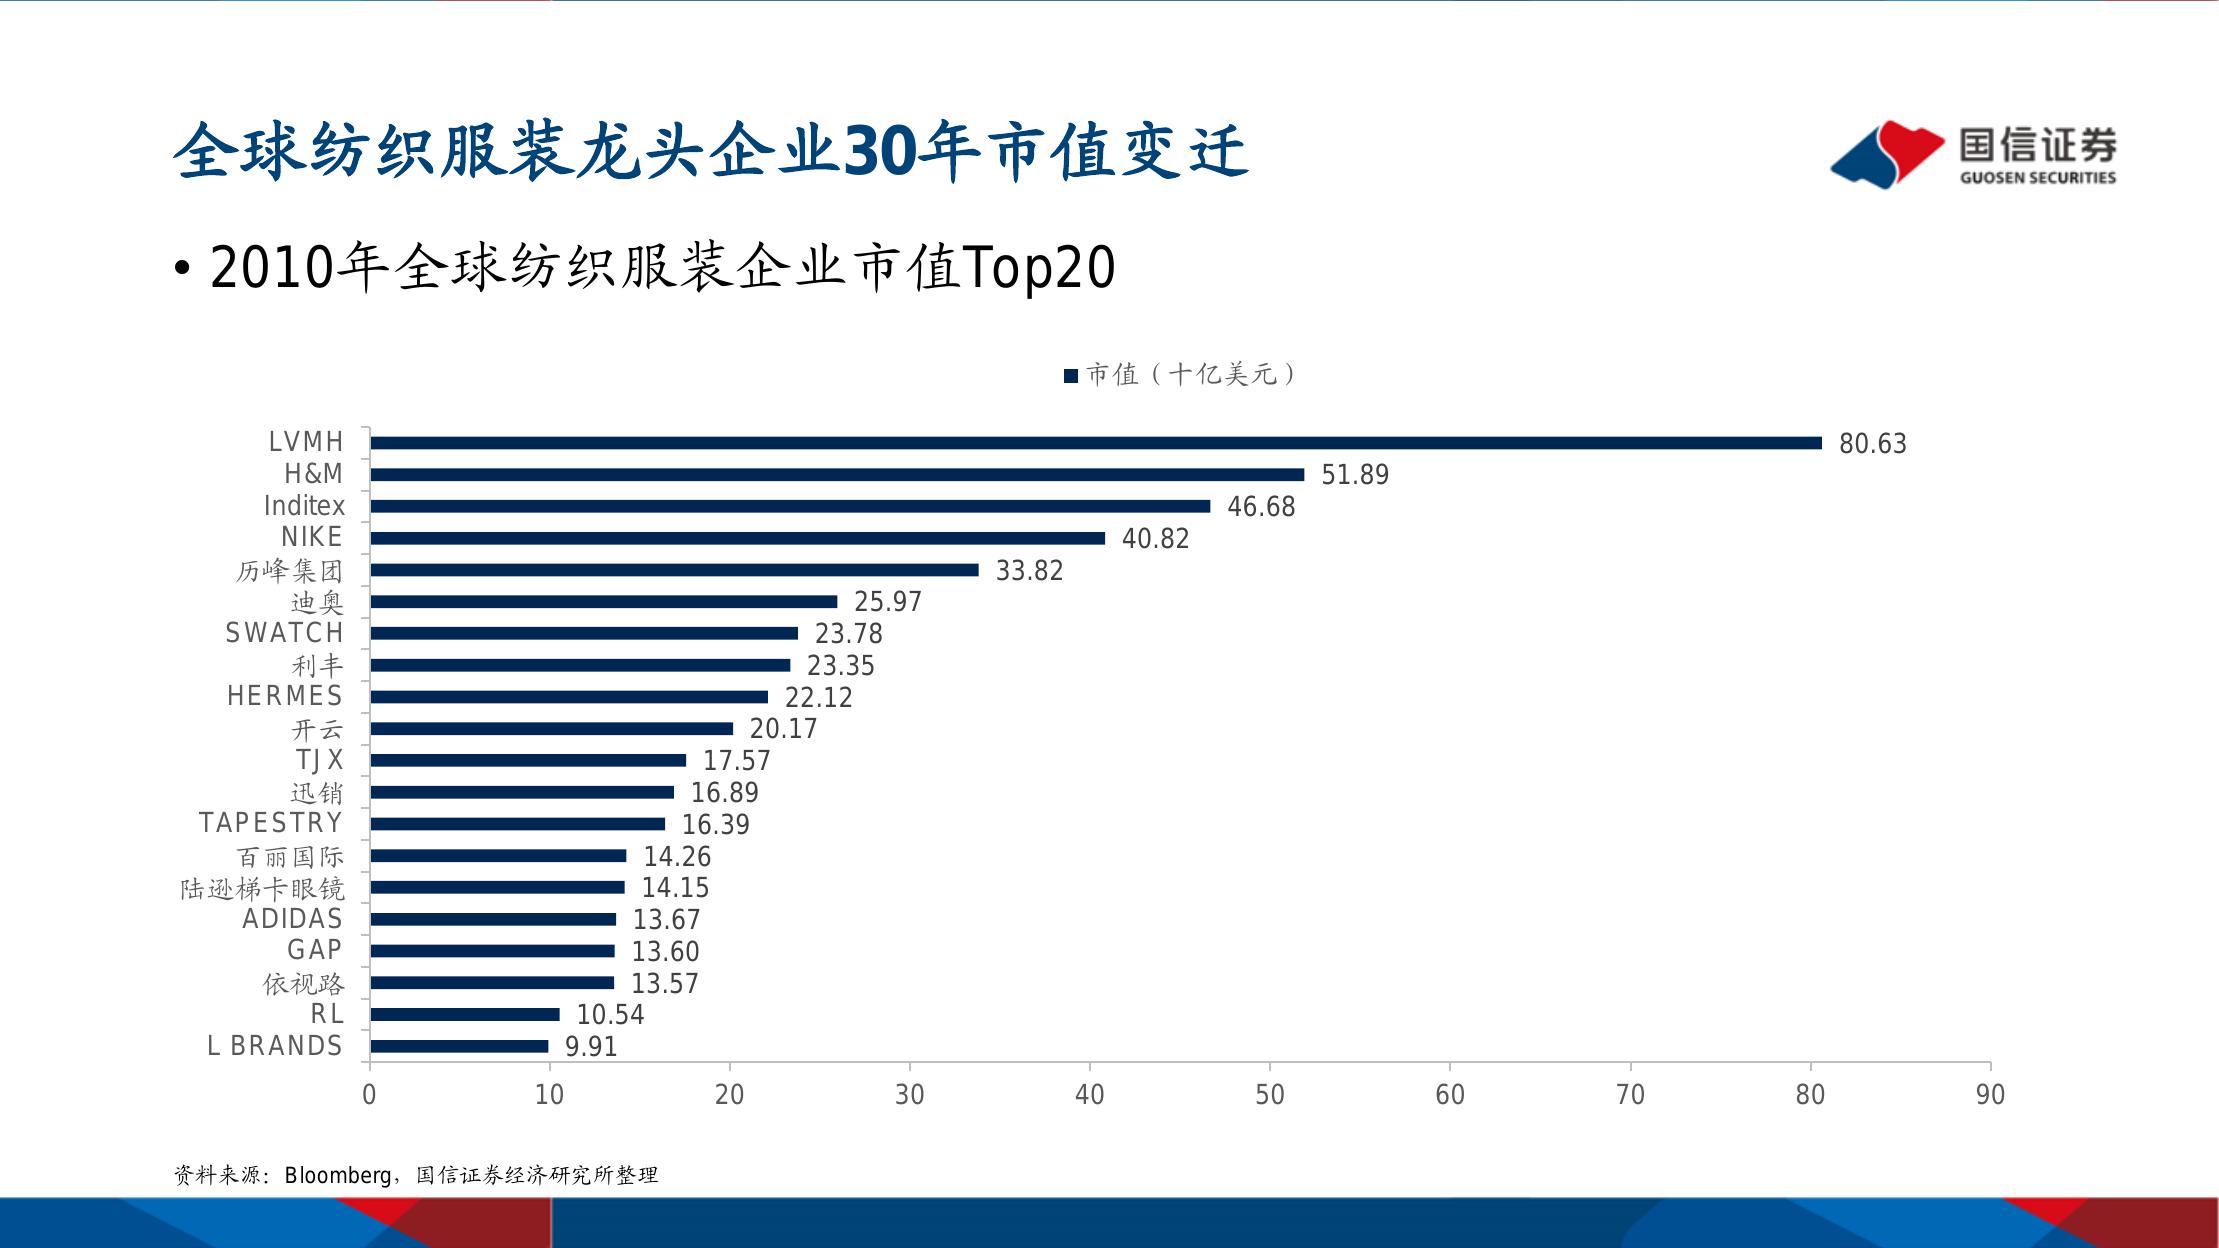 全球纺织服装龙头企业30年市值变迁
国信证券
GUOSEN SECURITIES
• 2010年全球纺织服装企业市值Top20
市值（十亿美元）
LVMH 80.63
H&M 51.89
Inditex 46.68
NIKE 40.82
历峰集团 33.82
迪奥 25.97
SWATCH 23.78
利丰 23.35
HERMES 22.12
开云 20.17
TJX 17.57
迅销 16.89
TAPESTRY 16.39
百丽国际 14.26
陆逊梯卡眼镜 14.15
ADIDAS 13.67
GAP 13.60
依视路 13.57
RL 10.54
L BRANDS 9.91
0 10 20 30 40 50 60 70 80 90
资料来源：Bloomberg，国信证券经济研究所整理